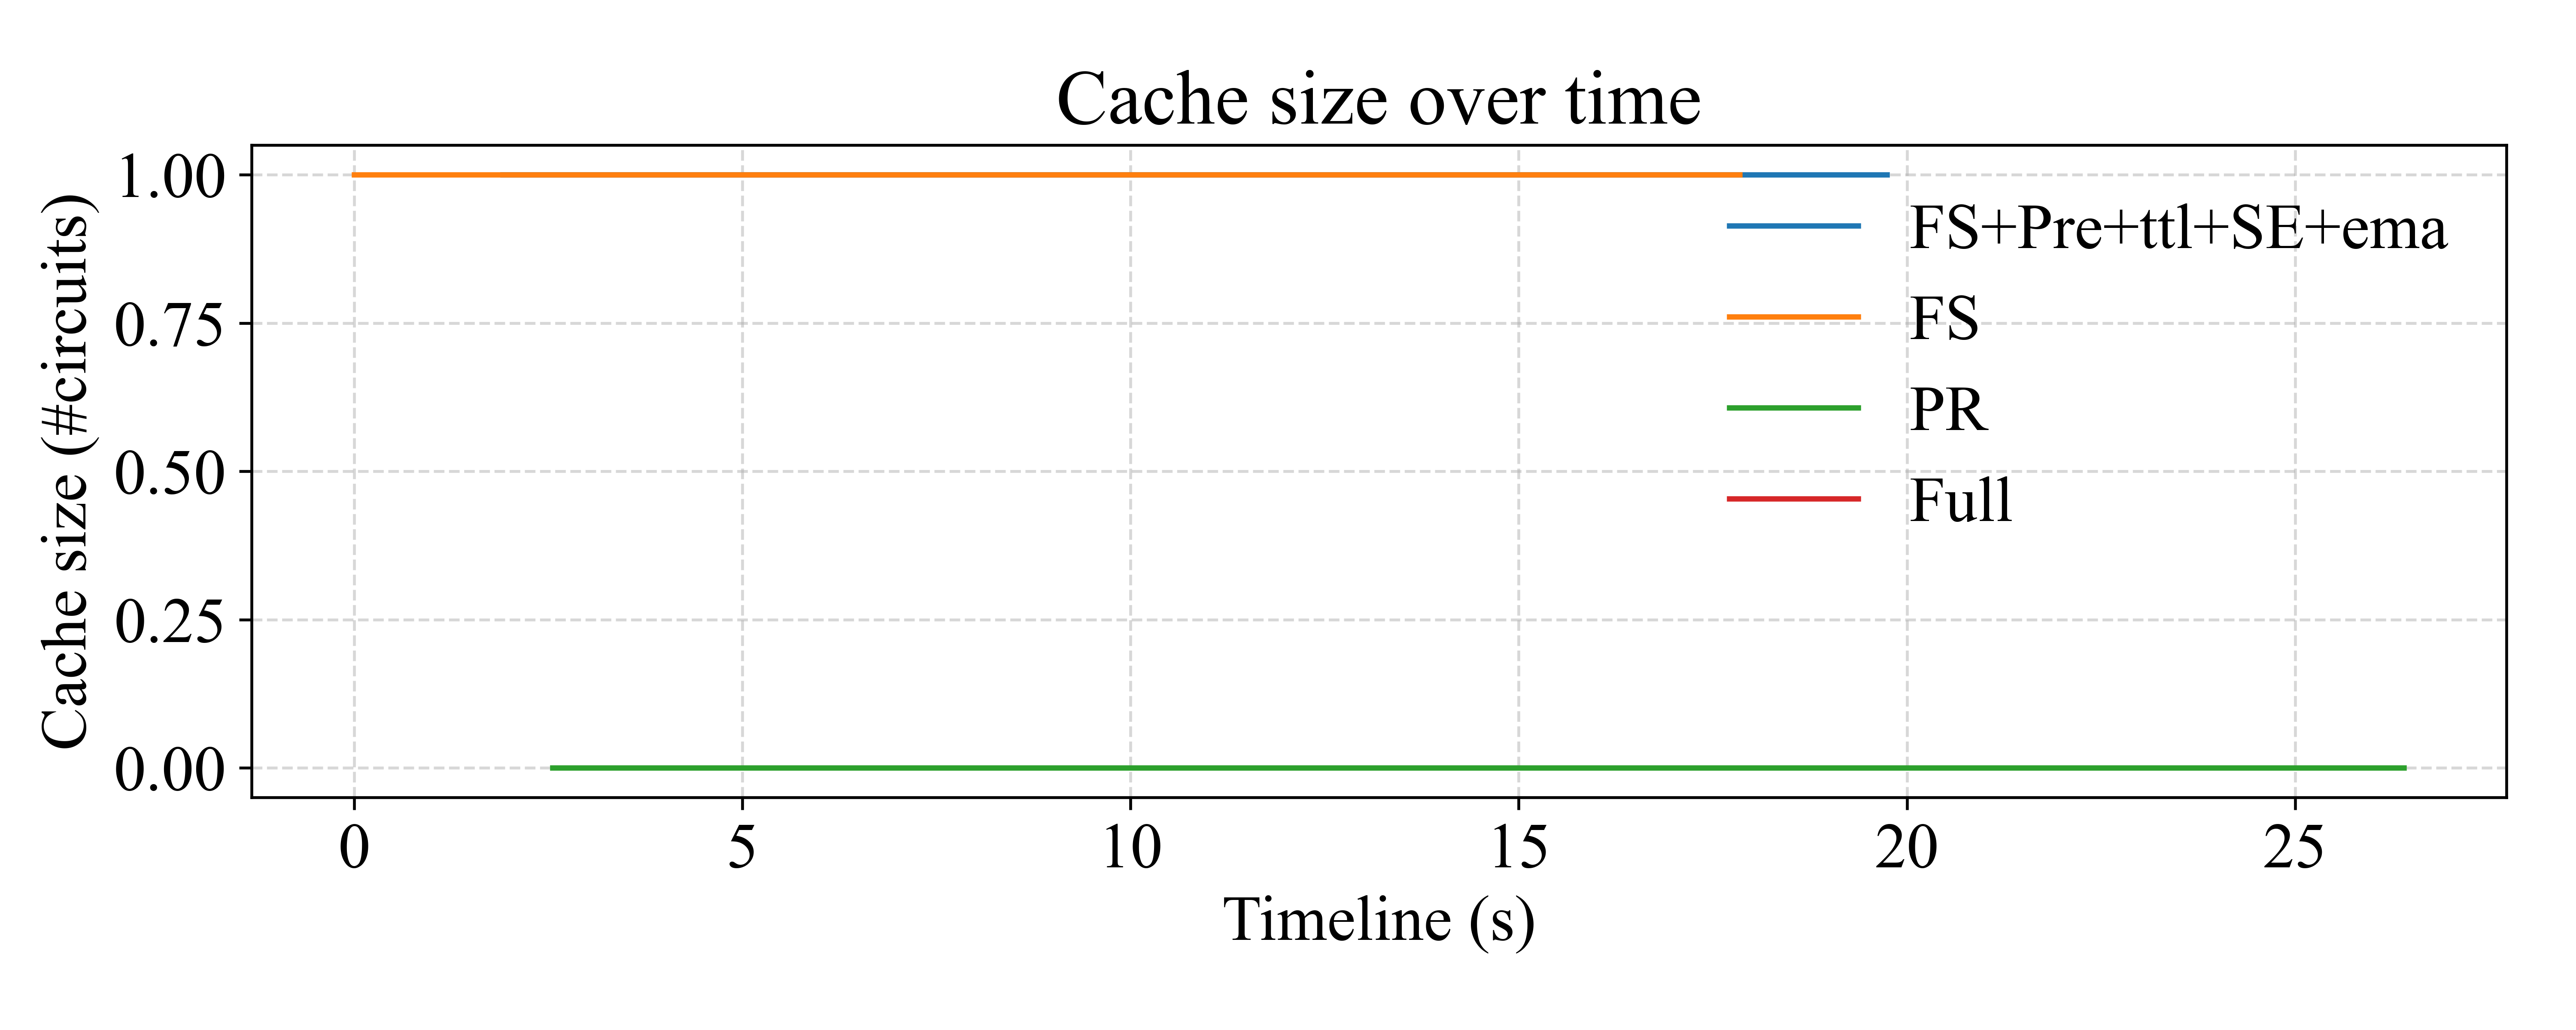 Cache size over time
Cache size (#circuits)
1.00
0.75
0.50
0.25
0.00
FS+Pre+ttl+SE+ema
FS
PR
Full
0 5 10 15 20 25
Timeline (s)